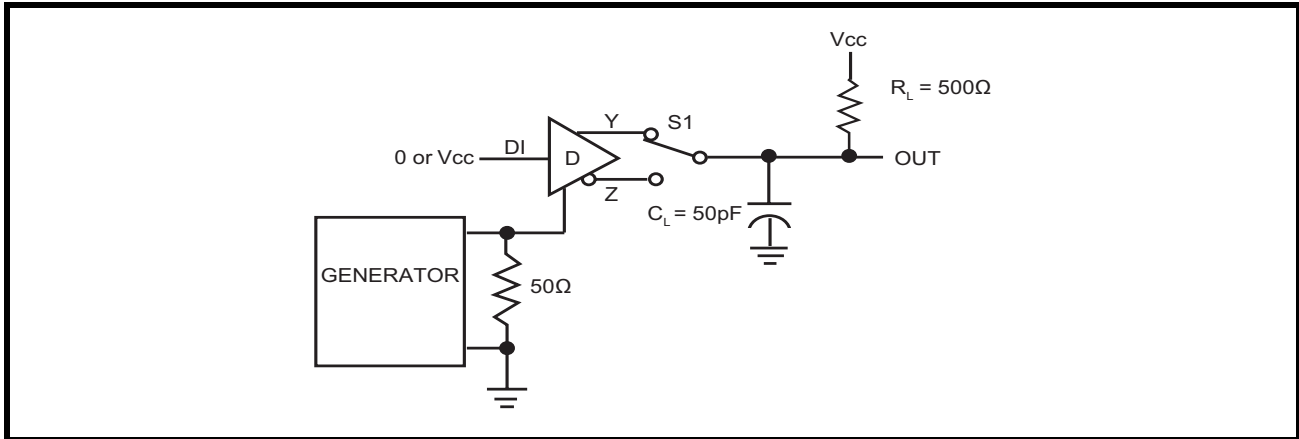 Vcc
R_L = 500Ω
Y
S1
0 or Vcc
DI
D
OUT
Z
C_L = 50pF
GENERATOR
50Ω